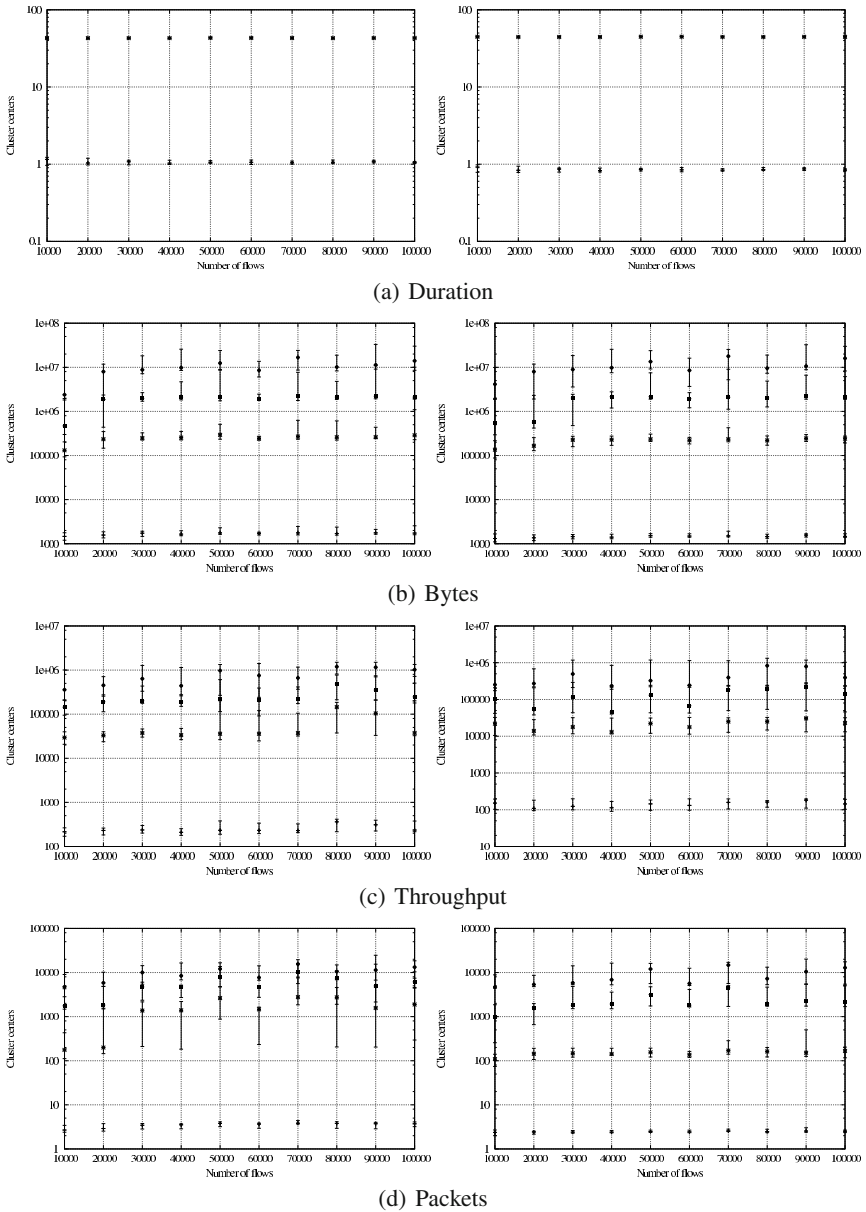 100
10
1
0.1
Cluster centers
10000 20000 30000 40000 50000 60000 70000 80000 90000 100000
Number of flows
100
10
1
0.1
Cluster centers
10000 20000 30000 40000 50000 60000 70000 80000 90000 100000
Number of flows
(a) Duration
1e+08
1e+07
1e+06
100000
10000
1000
Cluster centers
10000 20000 30000 40000 50000 60000 70000 80000 90000 100000
Number of flows
1e+08
1e+07
1e+06
100000
10000
1000
Cluster centers
10000 20000 30000 40000 50000 60000 70000 80000 90000 100000
Number of flows
(b) Bytes
1e+07
1e+06
100000
10000
1000
100
Cluster centers
10000 20000 30000 40000 50000 60000 70000 80000 90000 100000
Number of flows
1e+07
1e+06
100000
10000
1000
100
10
Cluster centers
10000 20000 30000 40000 50000 60000 70000 80000 90000 100000
Number of flows
(c) Throughput
100000
10000
1000
100
10
1
Cluster centers
10000 20000 30000 40000 50000 60000 70000 80000 90000 100000
Number of flows
100000
10000
1000
100
10
1
Cluster centers
10000 20000 30000 40000 50000 60000 70000 80000 90000 100000
Number of flows
(d) Packets